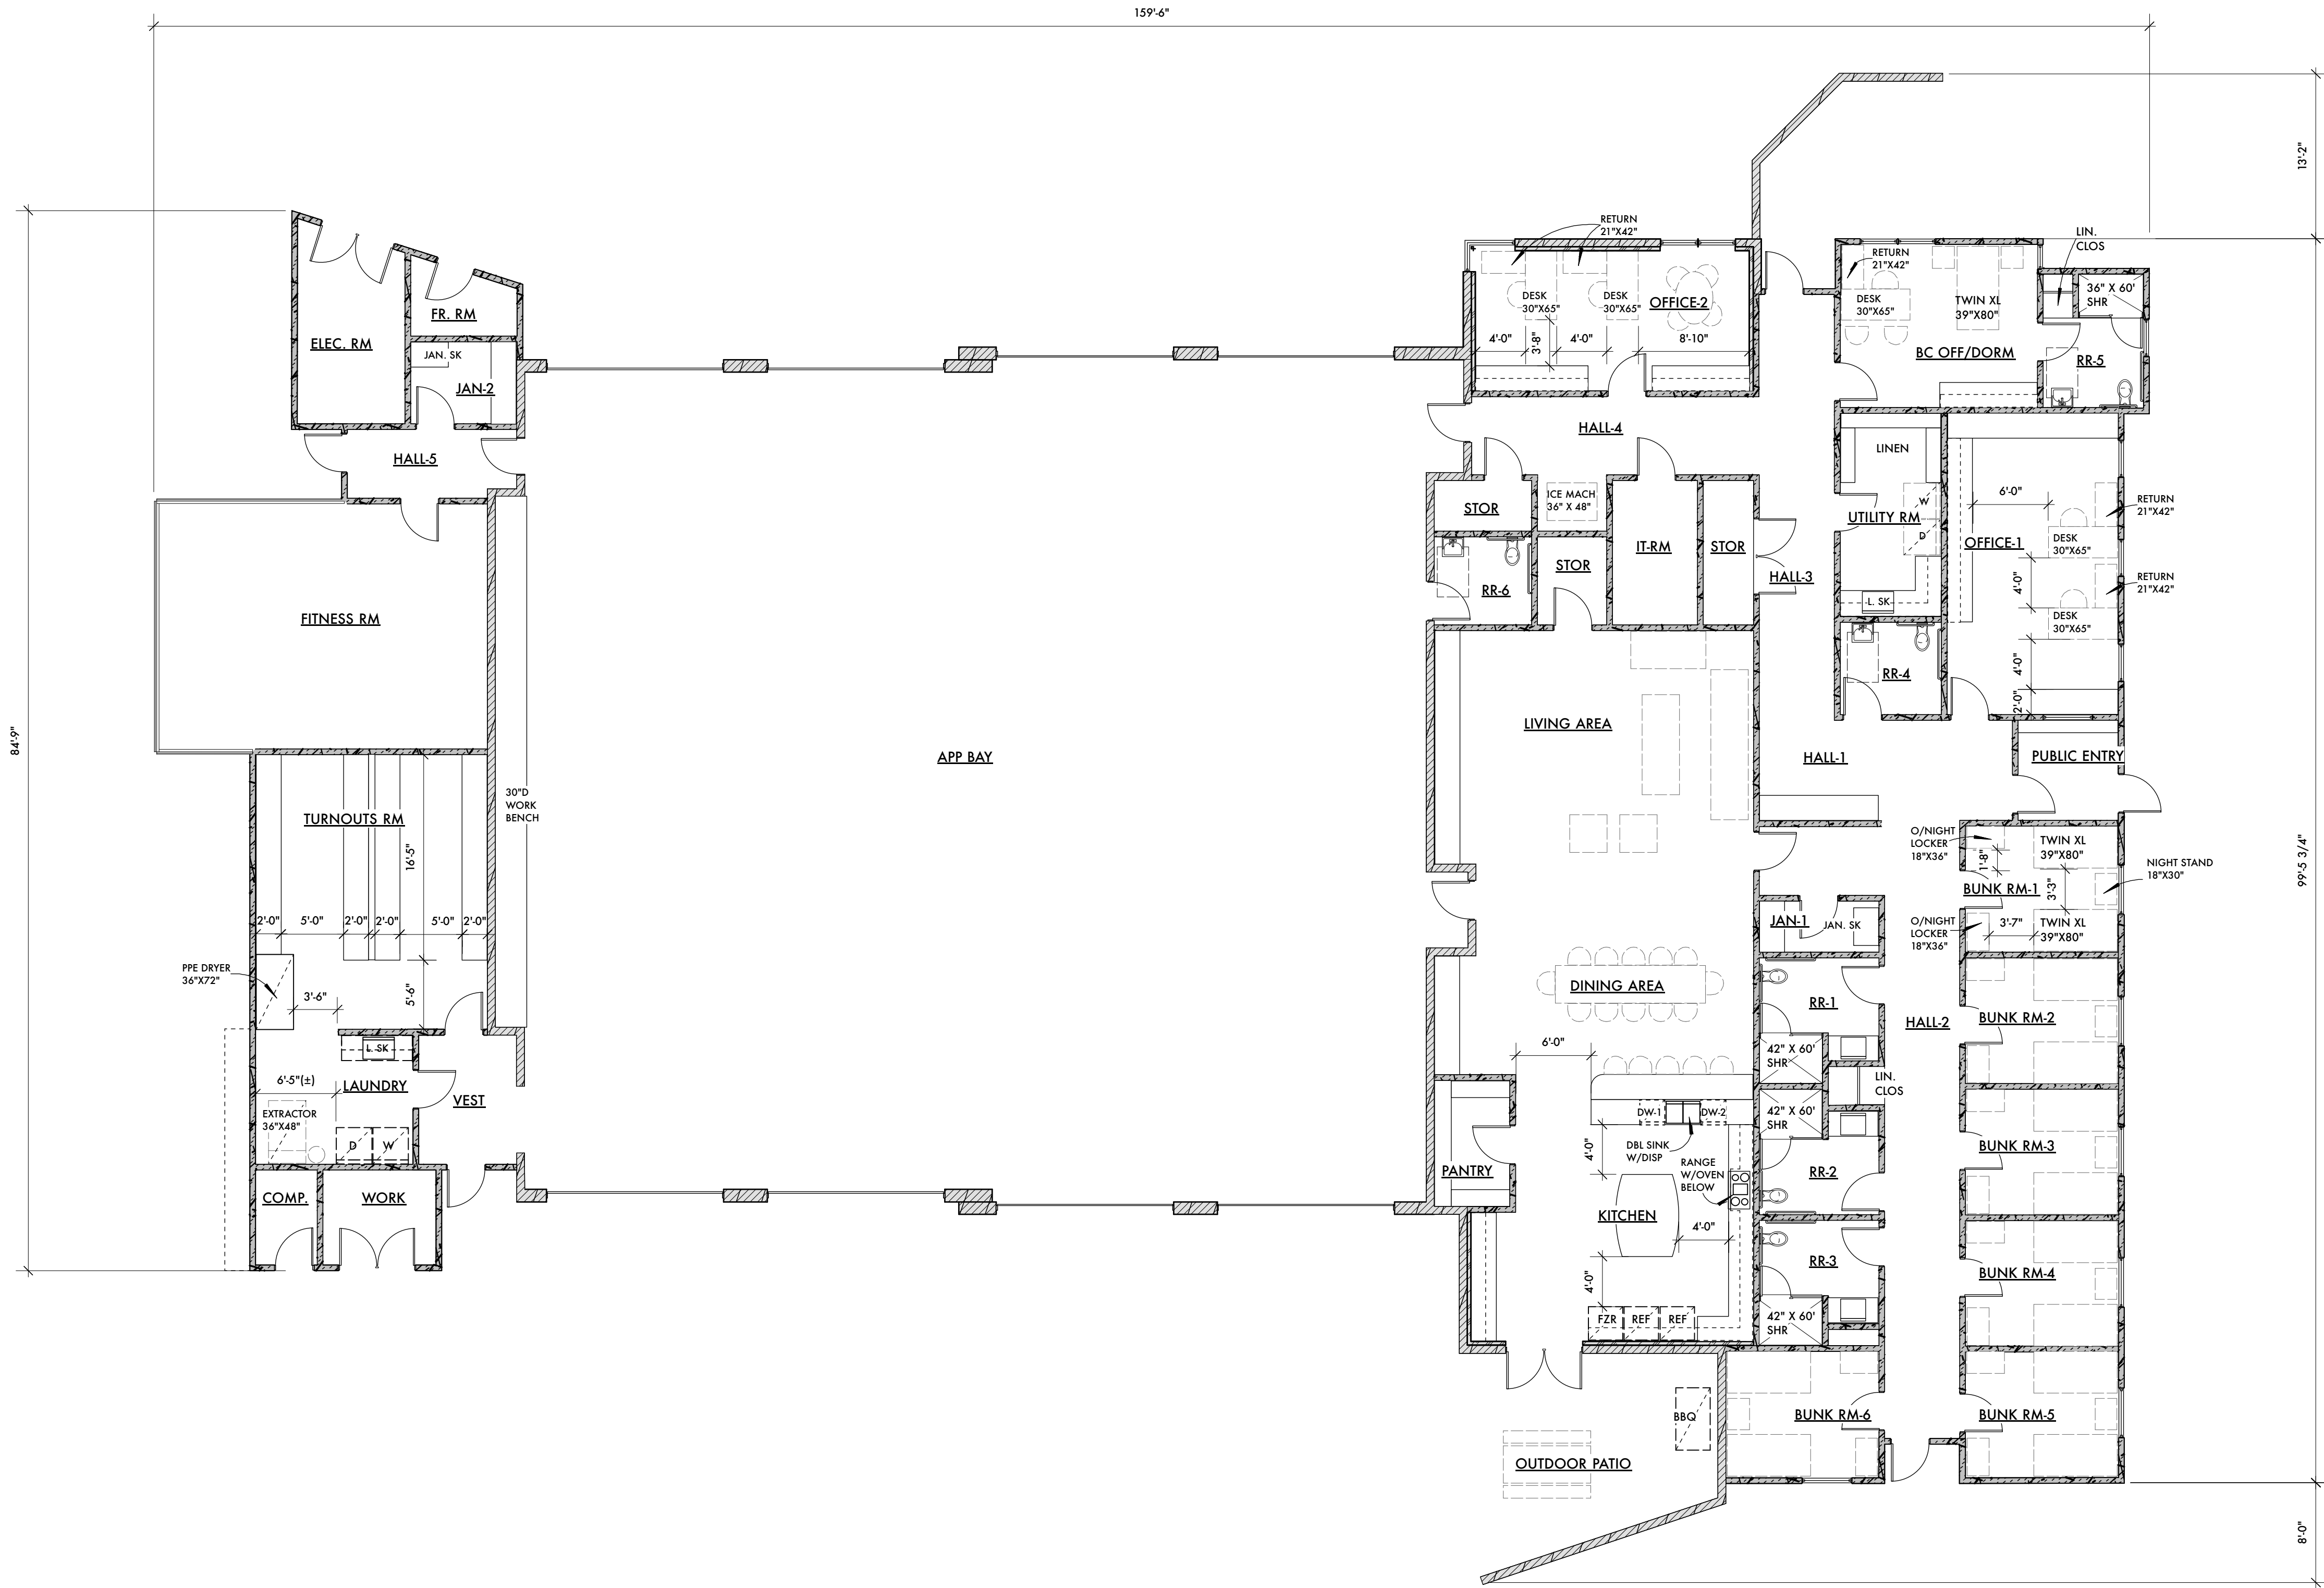 159'-6"
13'-2"
RETURN
21"X42"
LIN.
CLOS
RETURN
21"X42"
36" X 60'
SHR
DESK
30"X65"
DESK
30"X65"
OFFICE-2
DESK
30"X65"
TWIN XL
39"X80"
FR. RM
ELEC. RM
JAN. SK
JAN-2
4'-0"
3'-8"
4'-0"
8'-10"
BC OFF/DORM
RR-5
HALL-5
HALL-4
LINEN
ICE MACH
36" X 48"
STOR
W
UTILITY RM
D
6'-0"
RETURN
21"X42"
OFFICE-1
DESK
30"X65"
IT-RM
STOR
STOR
HALL-3
RR-6
4'-0"
RETURN
21"X42"
L. SK
DESK
30"X65"
FITNESS RM
RR-4
4'-0"
2'-0"
LIVING AREA
84'-9"
APP BAY
HALL-1
PUBLIC ENTRY
30"D
WORK
BENCH
TURNOUTS RM
16'-5"
O/NIGHT
LOCKER
18"X36"
1'-8"
TWIN XL
39"X80"
99'-5 3/4"
NIGHT STAND
18"X30"
BUNK RM-1
3'-3"
2'-0"
5'-0"
2'-0"
2'-0"
5'-0"
2'-0"
JAN-1
JAN. SK
O/NIGHT
LOCKER
18"X36"
3'-7"
TWIN XL
39"X80"
PPE DRYER
36"X72"
3'-6"
5'-6"
DINING AREA
RR-1
HALL-2
BUNK RM-2
6'-0"
L. SK
42" X 60'
SHR
6'-5"(±)
LAUNDRY
VEST
LIN.
CLOS
EXTRACTOR
36"X48"
DW-1
DW-2
42" X 60'
SHR
D
W
4'-0"
DBL SINK
W/DISP
BUNK RM-3
PANTRY
RANGE
W/OVEN
BELOW
RR-2
COMP.
WORK
KITCHEN
4'-0"
RR-3
BUNK RM-4
4'-0"
FZR
REF
REF
42" X 60'
SHR
BBQ
BUNK RM-6
BUNK RM-5
OUTDOOR PATIO
8'-0"